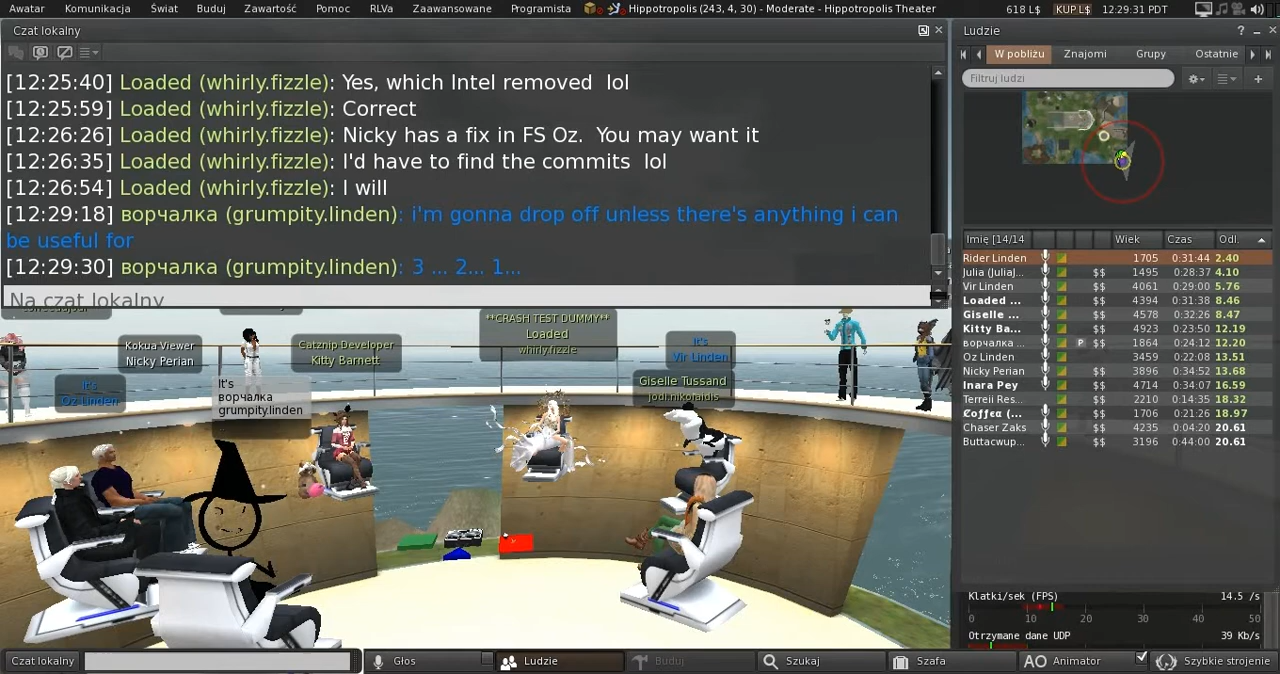 Awatar Komunikacja Świat Buduj Zawartość Pomoc RLVa Zaawansowane Programista Hippotropolis (243, 4, 30) - Moderate - Hippotropolis Theater 618 L$ KUP L$ 12:29:31 PDT
Czat lokalny
[12:25:40] Loaded (whirly.fizzle): Yes, which Intel removed lol
[12:25:59] Loaded (whirly.fizzle): Correct
[12:26:26] Loaded (whirly.fizzle): Nicky has a fix in FS Oz. You may want it
[12:26:35] Loaded (whirly.fizzle): I'd have to find the commits lol
[12:26:54] Loaded (whirly.fizzle): I will
[12:29:18] ворчалка (grumpity.linden): i'm gonna drop off unless there's anything i can
be useful for
[12:29:30] ворчалка (grumpity.linden): 3 ... 2... 1...
Na czat lokalny
Kokua Viewer
Nicky Perian
Catznip Developer
Kitty Barnett
**CRASH TEST DUMMY**
Loaded
whirly.fizzle
It's
Vir Linden
Giselle Tussand
jodi.nikolaidis
It's
Oz Linden
It's
ворчалка
grumpity.linden
Ludzie
W pobliżu Znajomi Grupy Ostatnie
Filtruj ludzi
Imię [14/14 Wiek Czas Odl.
Rider Linden 1705 0:31:44 2.40
Julia (JuliaJ... $$ 1495 0:28:37 4.10
Vir Linden $$ 4061 0:29:00 5.76
Loaded ... $$ 4394 0:31:38 8.46
Giselle ... $$ 4578 0:32:26 8.47
Kitty Ba... $$ 4923 0:23:50 12.19
ворчалка ... P $$ 1864 0:24:12 12.20
Oz Linden 3459 0:22:08 13.51
Nicky Perian $$ 3896 0:34:52 13.68
Inara Pey $$ 4714 0:34:07 16.59
Terreii Res... $$ 2210 0:14:35 18.32
$$ 1706 0:21:26 18.97
Chaser Zaks $$ 4235 0:04:20 20.61
Buttacwup... $$ 3196 0:44:00 20.61
Klatki/sek (FPS) 14.5 /s
0 10 20 30 40 50
Otrzymane dane UDP 39 Kb/s
Czat lokalny Głos Ludzie Buduj Szukaj Szafa AO Animator Szybkie strojenie